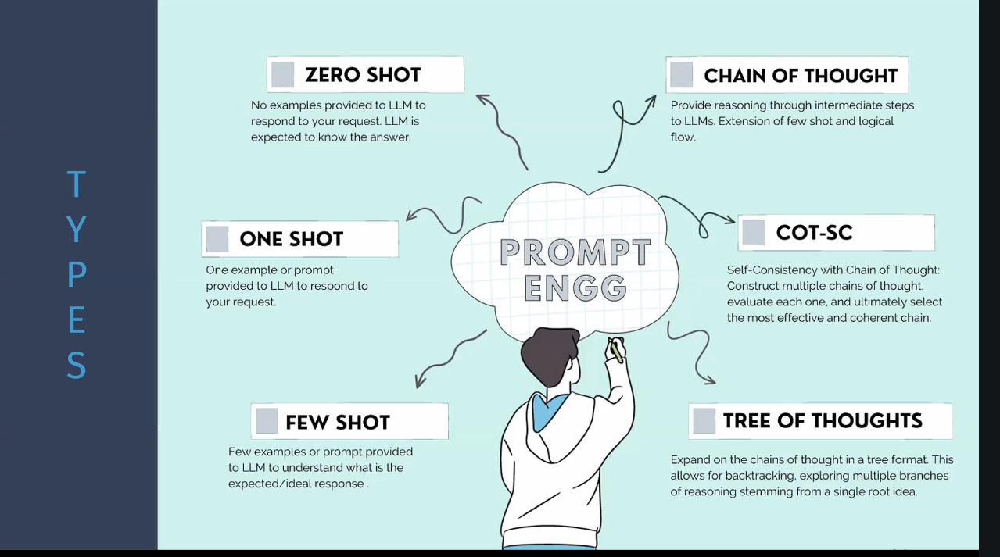 TYPES
ZERO SHOT
No examples provided to LLM to
respond to your request. LLM is
expected to know the answer.
ONE SHOT
One example or prompt
provided to LLM to respond to
your request.
FEW SHOT
Few examples or prompt provided
to LLM to understand what is the
expected/ideal response .
PROMPT
ENGG
CHAIN OF THOUGHT
Provide reasoning through intermediate steps
to LLMs. Extension of few shot and logical
flow.
COT-SC
Self-Consistency with Chain of Thought:
Construct multiple chains of thought,
evaluate each one, and ultimately select
the most effective and coherent chain.
TREE OF THOUGHTS
Expand on the chains of thought in a tree format. This
allows for backtracking, exploring multiple branches
of reasoning stemming from a single root idea.